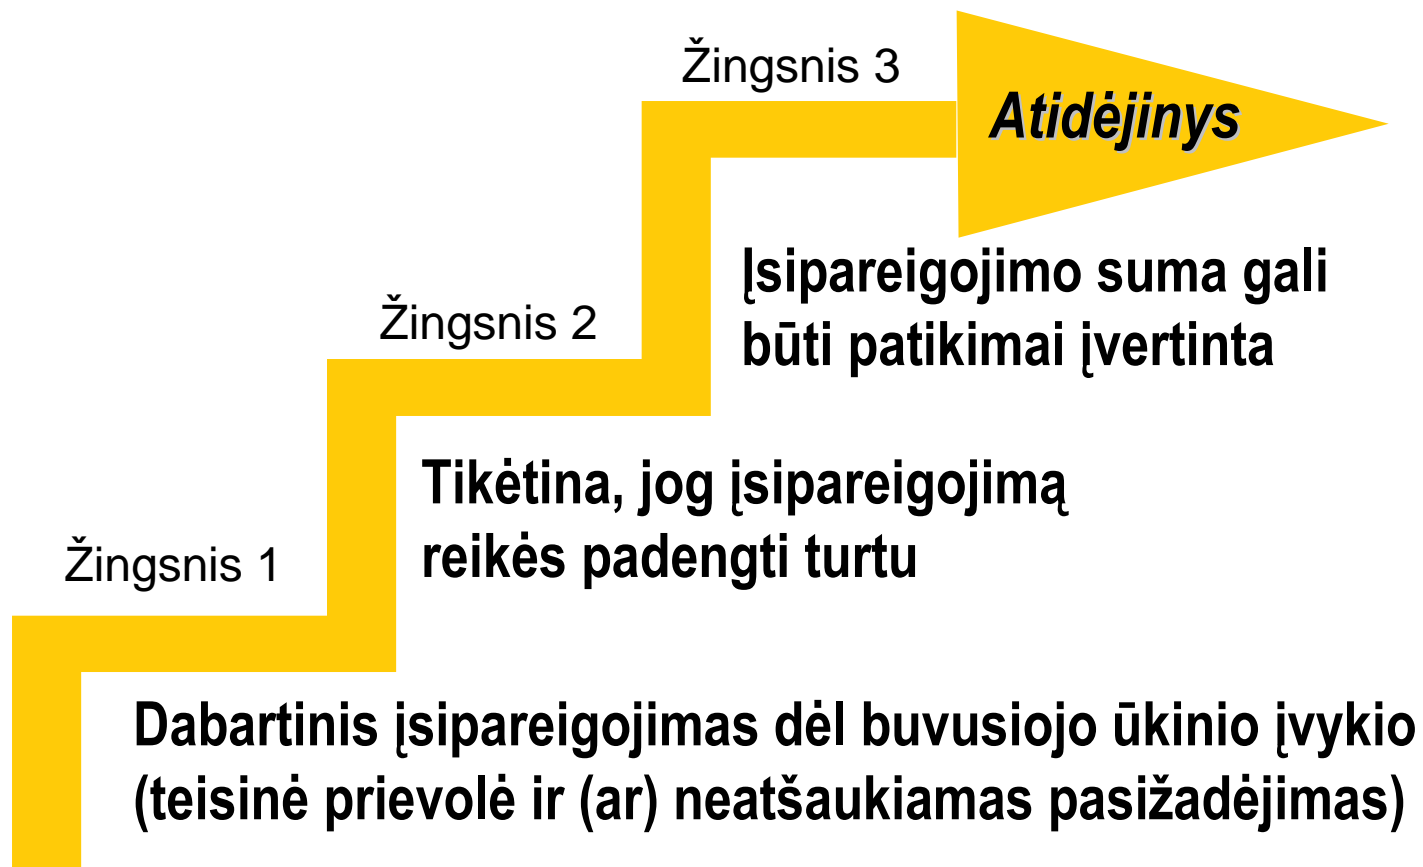 Žingsnis 3
Atidėjinys
Įsipareigojimo suma gali
būti patikimai įvertinta
Žingsnis 2
Tikėtina, jog įsipareigojimą
reikės padengti turtu
Žingsnis 1
Dabartinis įsipareigojimas dėl buvusiojo ūkinio įvykio
(teisinė prievolė ir (ar) neatšaukiamas pasižadėjimas)